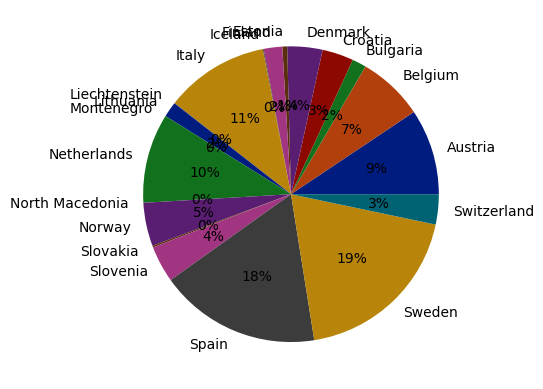 Austria
9%
Belgium
7%
Bulgaria
2%
Croatia
3%
Denmark
4%
Estonia
1%
Finland
2%
Iceland
0%
Italy
11%
Liechtenstein
0%
Lithuania
Montenegro
0%
Netherlands
10%
North Macedonia
0%
Norway
5%
Slovakia
0%
Slovenia
4%
Spain
18%
Sweden
19%
Switzerland
3%